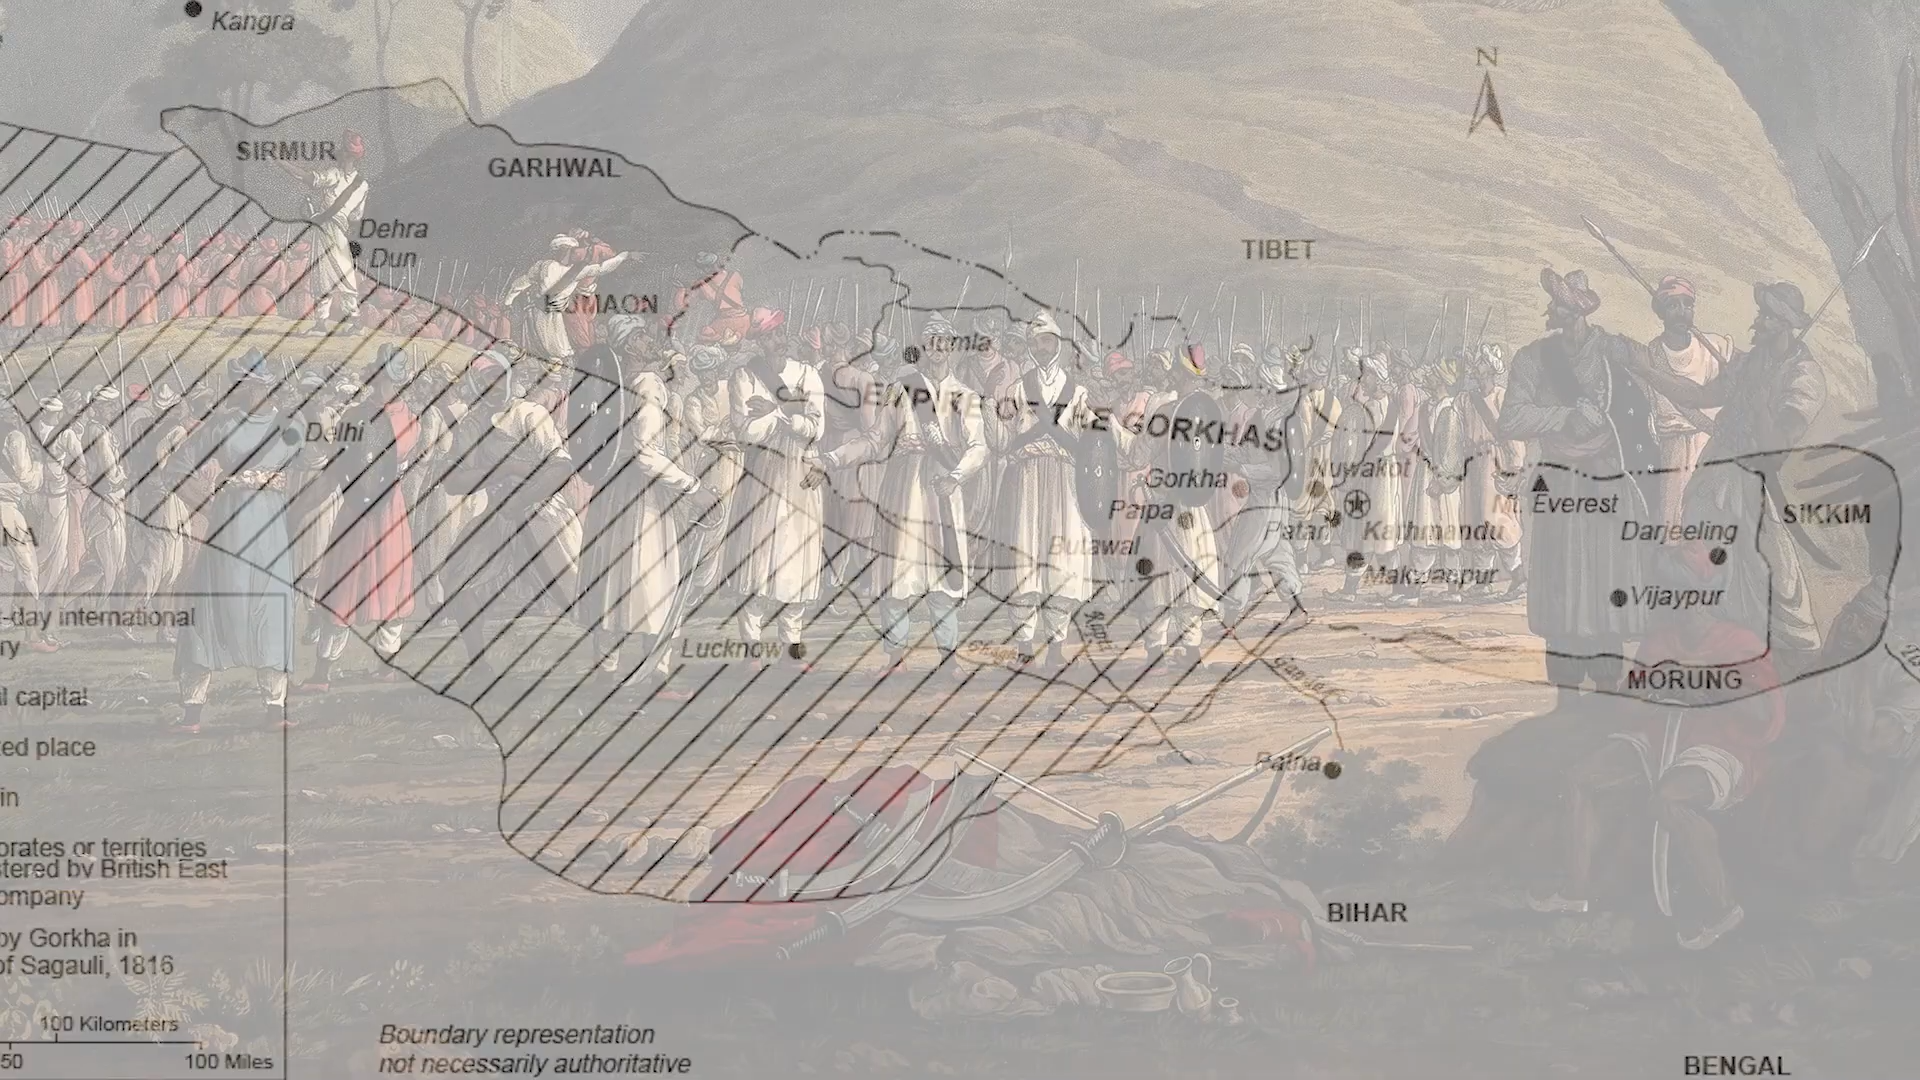 Kangra
N
SIRMUR
GARHWAL
Dehra
Dun
TIBET
KUMAON
Jumla
EMPIRE OF THE GORKHAS
Delhi
Nuwakot
Gorkha
Mt. Everest
Palpa
SIKKIM
Patan
Kathmandu
Darjeeling
Butawal
Makwanpur
Vijaypur
-day international
Lucknow
Rapti
Ghaghra
MORUNG
capital
place
Patna
in
orates or territories
stered by British East
ompany
BIHAR
by Gorkha in
of Sagauli, 1816
100 Kilometers
50
100 Miles
Boundary representation
not necessarily authoritative
BENGAL